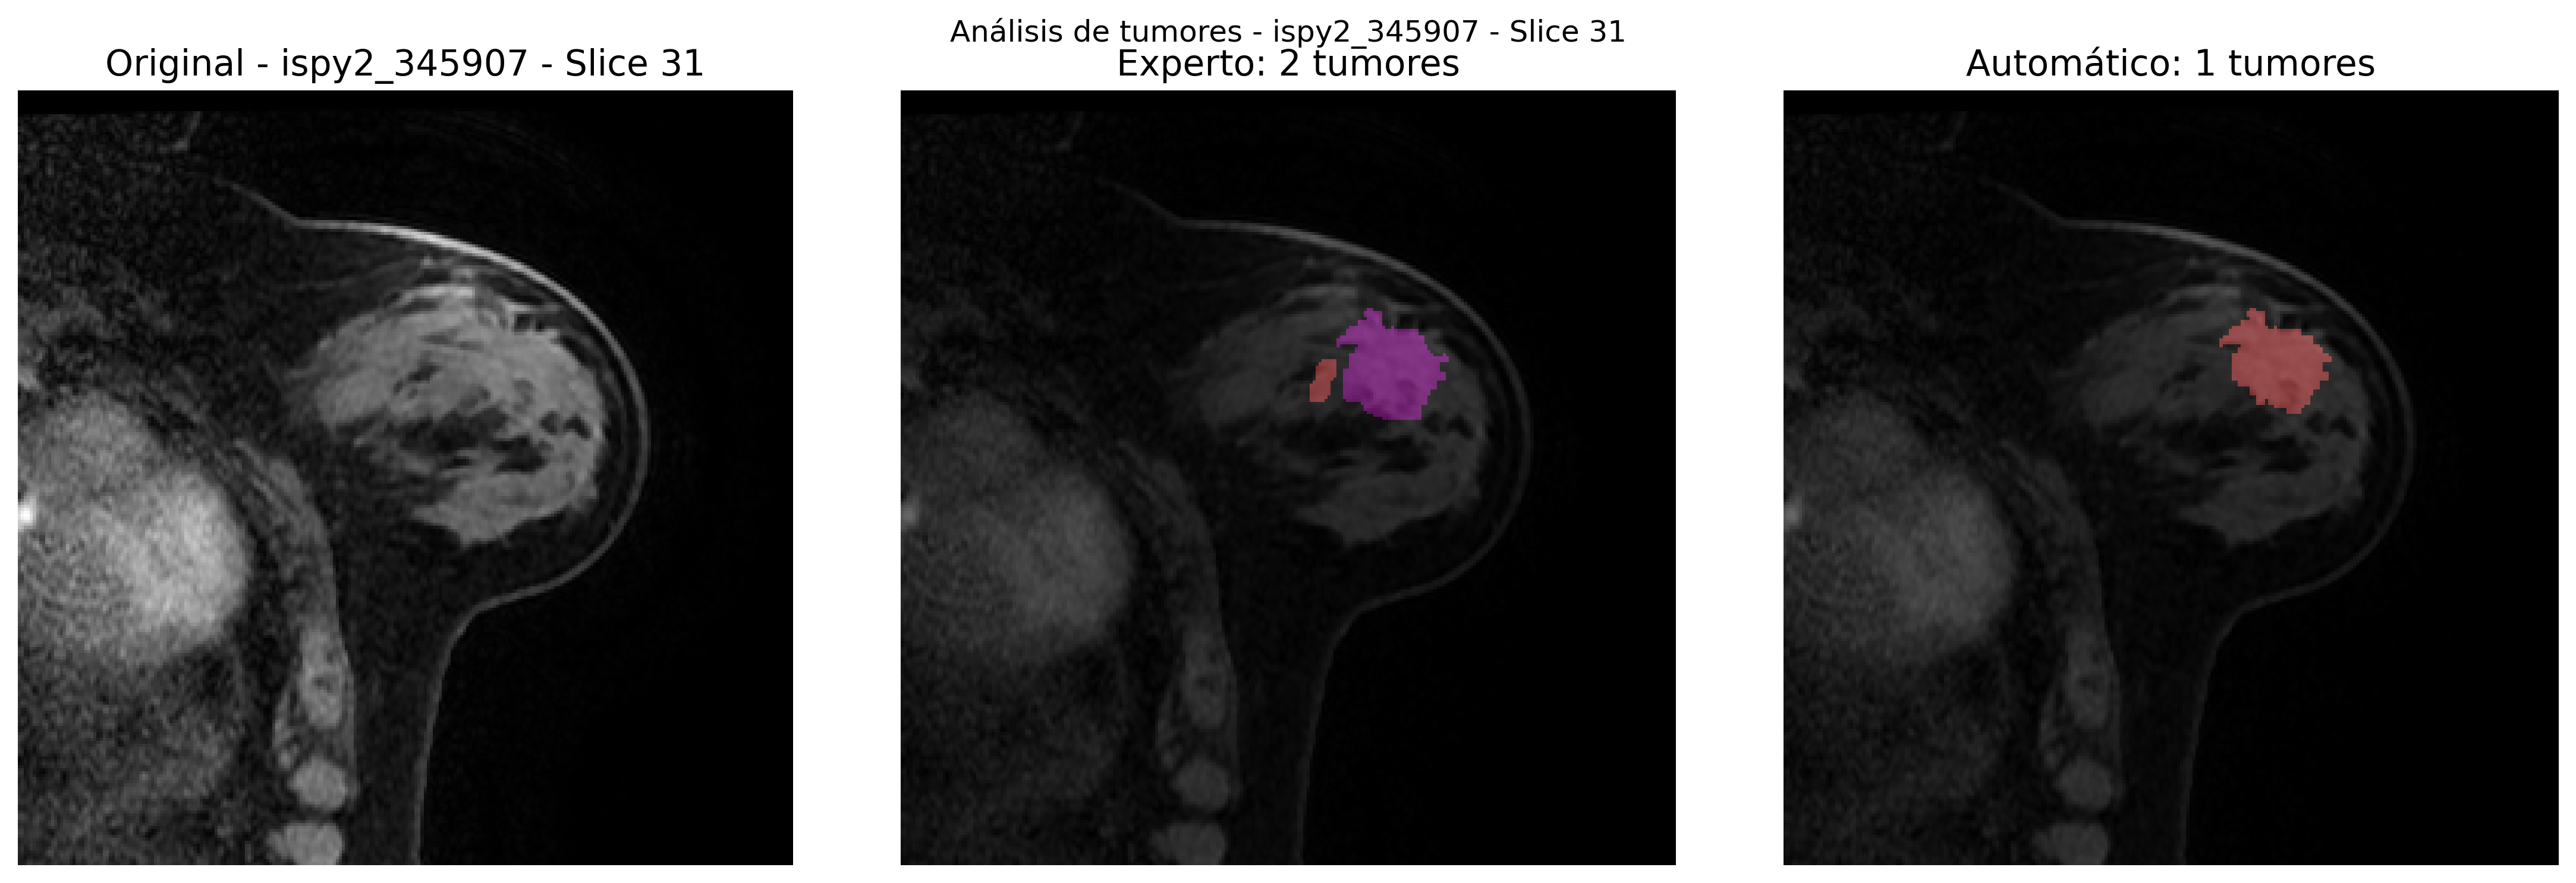 Análisis de tumores - ispy2_345907 - Slice 31
Original - ispy2_345907 - Slice 31
Experto: 2 tumores
Automático: 1 tumores